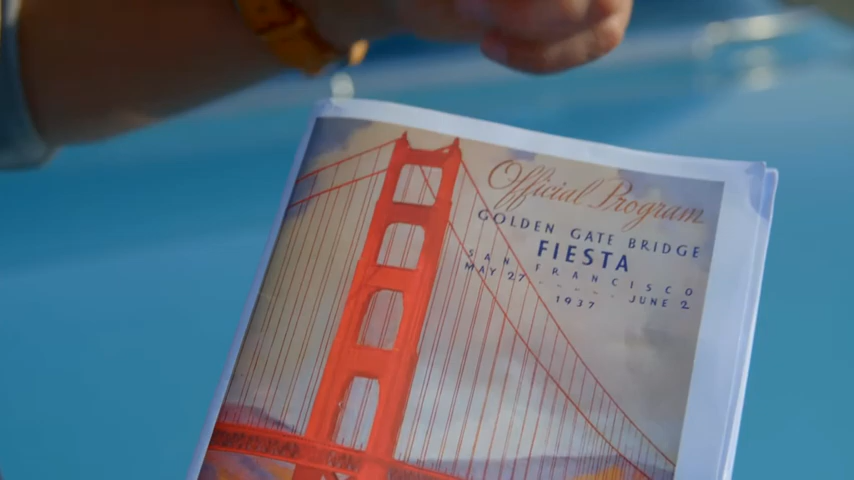 Official Program
GOLDEN GATE BRIDGE
FIESTA
SAN FRANCISCO
MAY 27 - - - - - JUNE 2
1937